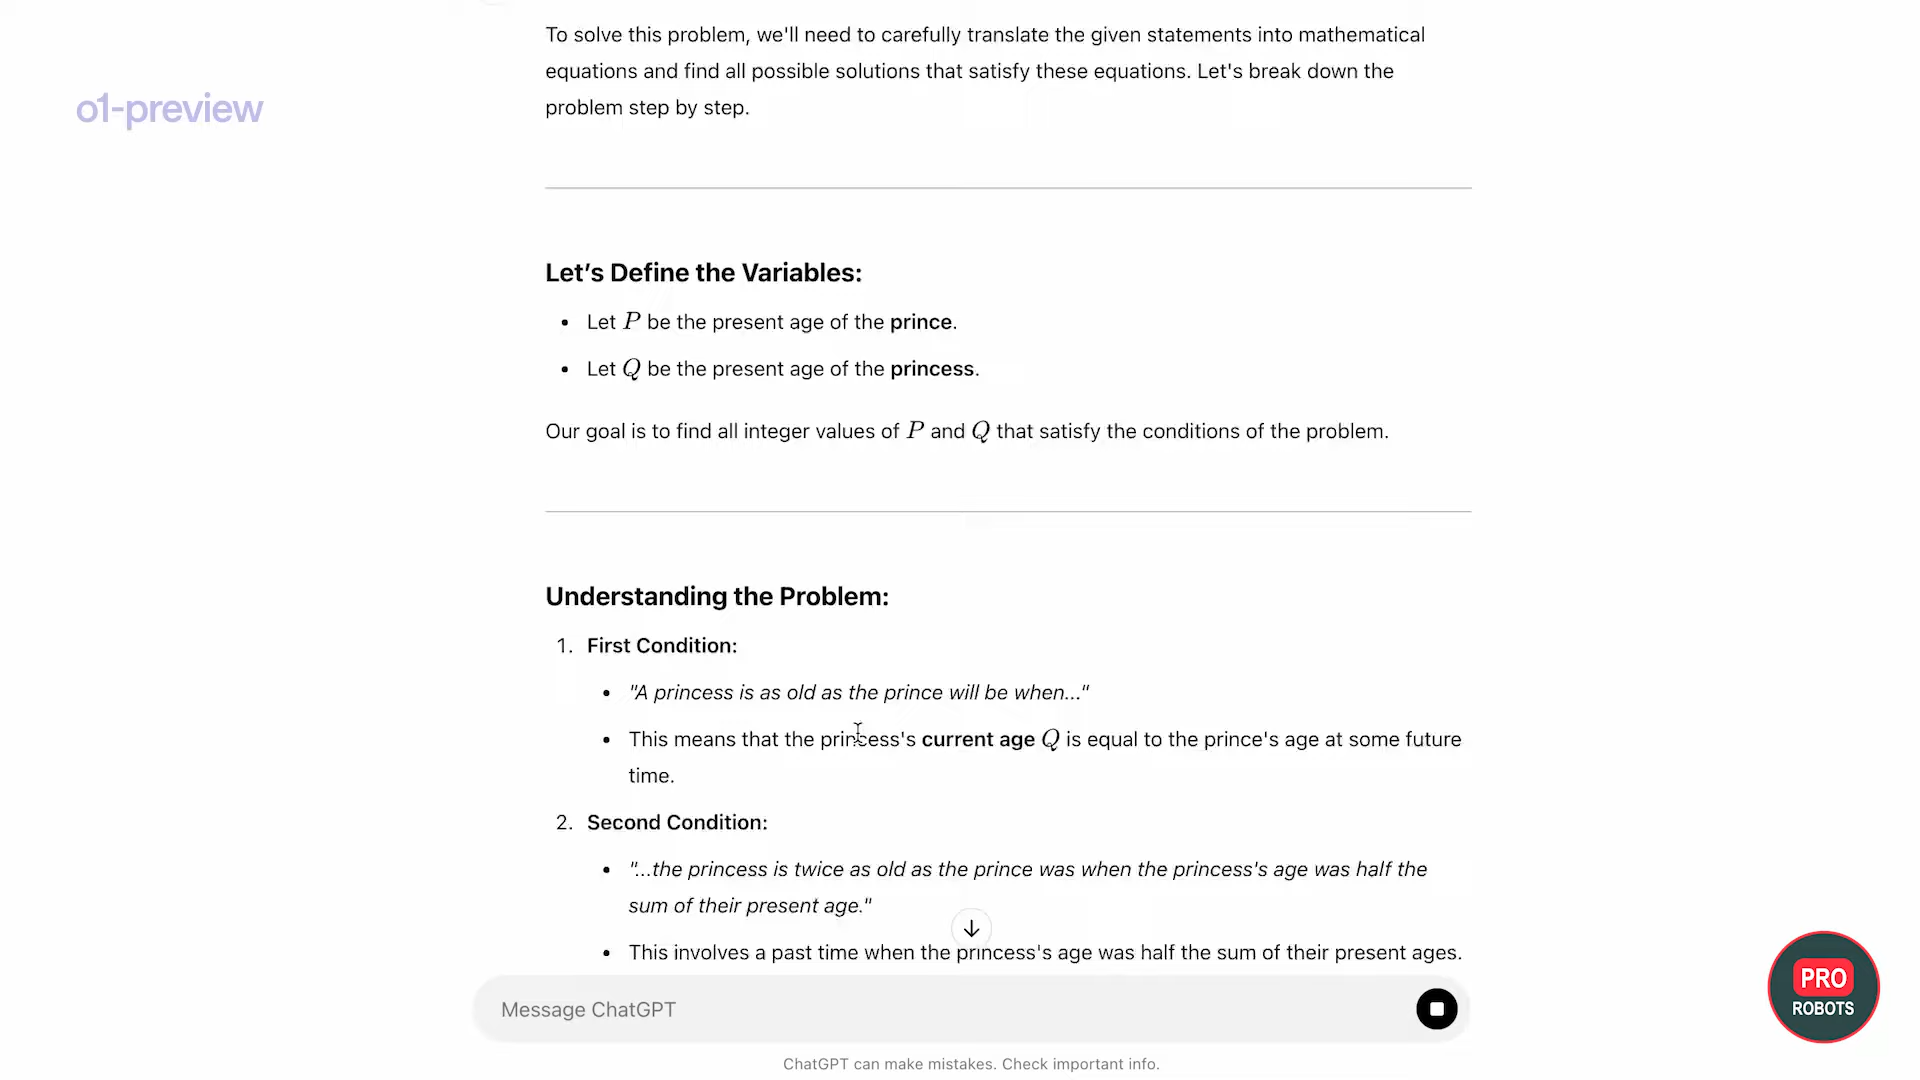 To solve this problem, we'll need to carefully translate the given statements into mathematical
equations and find all possible solutions that satisfy these equations. Let's break down the
problem step by step.
o1-preview
Let’s Define the Variables:
• Let P be the present age of the prince.
• Let Q be the present age of the princess.
Our goal is to find all integer values of P and Q that satisfy the conditions of the problem.
Understanding the Problem:
1. First Condition:
• "A princess is as old as the prince will be when..."
• This means that the princess's current age Q is equal to the prince's age at some future
time.
2. Second Condition:
• "...the princess is twice as old as the prince was when the princess's age was half the
sum of their present age."
• This involves a past time when the princess's age was half the sum of their present ages.
Message ChatGPT
PRO
ROBOTS
ChatGPT can make mistakes. Check important info.